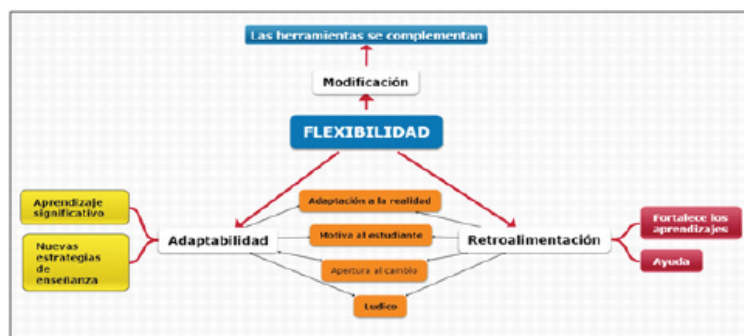 Las herramientas se complementan
Modificación
FLEXIBILIDAD
Aprendizaje
significativo
Nuevas
estrategias
de
enseñanza
Adaptabilidad
Adaptación a la realidad
Motiva al estudiante
Apertura al cambio
Ludico
Retroalimentación
Fortalece los
aprendizajes
Ayuda